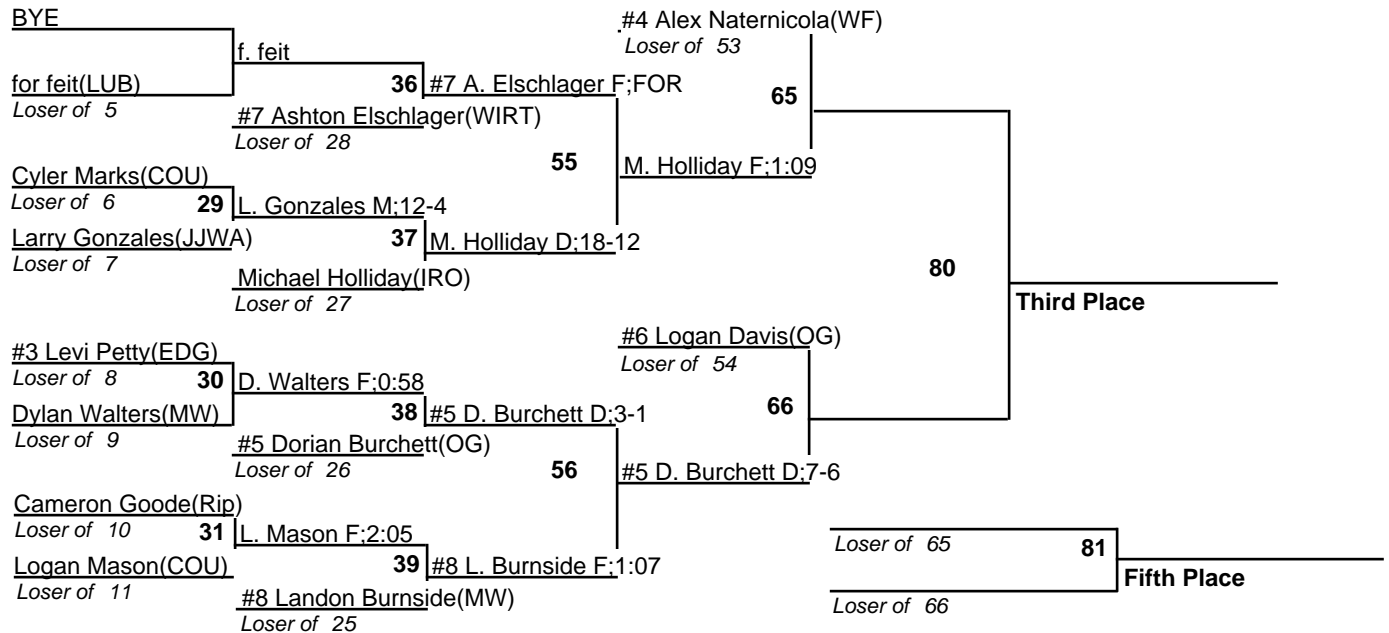 BYE
#4 Alex Naternicola(WF)
Loser of 53
f. feit
for feit(LUB)
Loser of 5
36
#7 A. Elschlager F;FOR
65
#7 Ashton Elschlager(WIRT)
Loser of 28
55
M. Holliday F;1:09
Cyler Marks(COU)
Loser of 6
29
L. Gonzales M;12-4
Larry Gonzales(JJWA)
Loser of 7
37
M. Holliday D;18-12
Michael Holliday(IRO)
Loser of 27
80
Third Place
#3 Levi Petty(EDG)
Loser of 8
30
D. Walters F;0:58
#6 Logan Davis(OG)
Loser of 54
Dylan Walters(MW)
Loser of 9
38
#5 D. Burchett D;3-1
66
#5 Dorian Burchett(OG)
Loser of 26
56
#5 D. Burchett D;7-6
Cameron Goode(Rip)
Loser of 10
31
L. Mason F;2:05
Logan Mason(COU)
Loser of 11
39
#8 L. Burnside F;1:07
#8 Landon Burnside(MW)
Loser of 25
Loser of 65
81
Fifth Place
Loser of 66